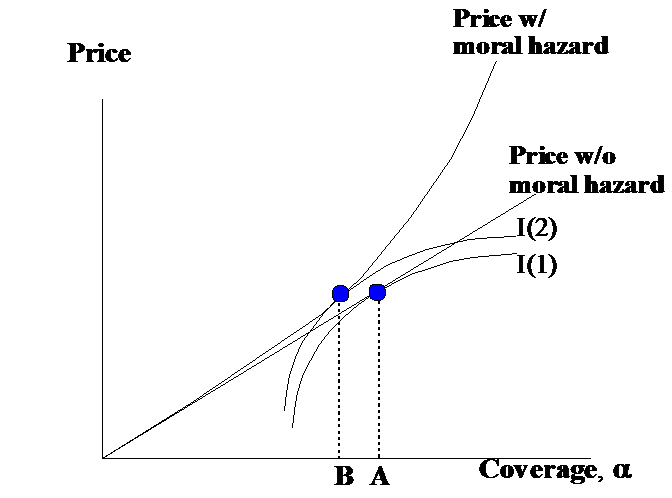 Price w/
moral hazard
Price
Price w/o
moral hazard
I(2)
I(1)
B A Coverage, α